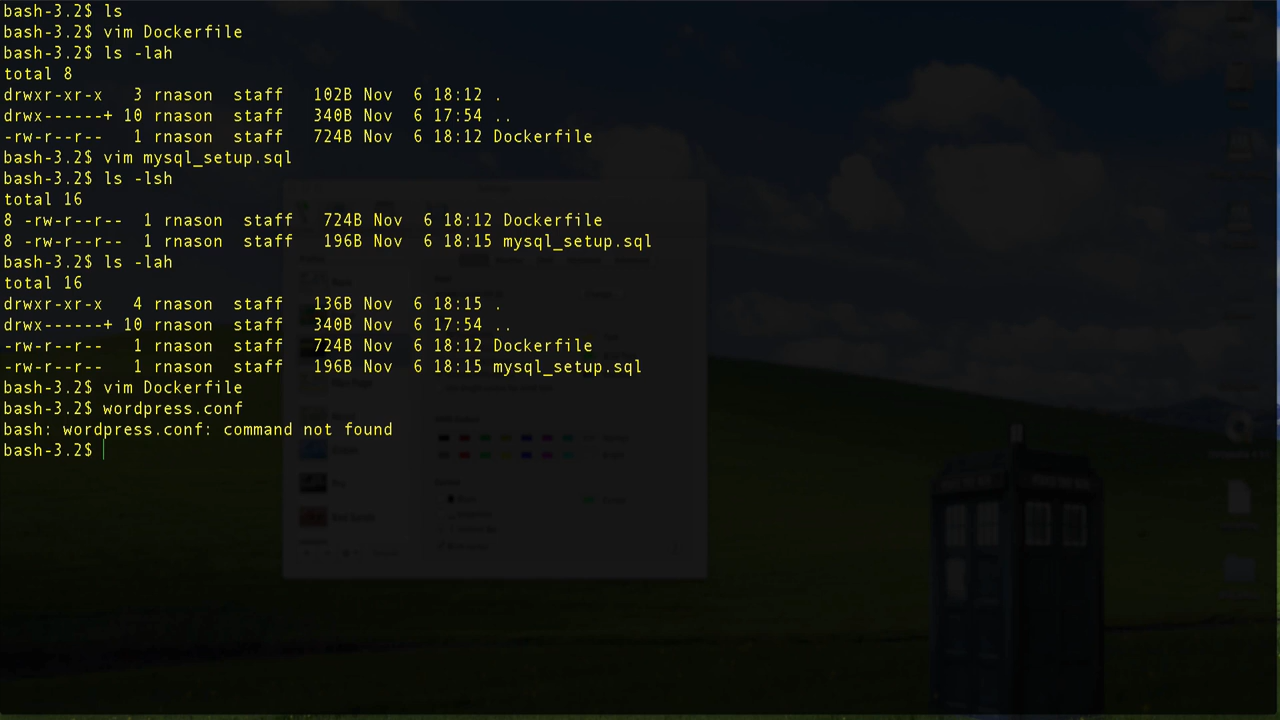 bash-3.2$ ls
bash-3.2$ vim Dockerfile
bash-3.2$ ls -lah
total 8
drwxr-xr-x   3 rnason  staff   102B Nov  6 18:12 .
drwx------+ 10 rnason  staff   340B Nov  6 17:54 ..
-rw-r--r--   1 rnason  staff   724B Nov  6 18:12 Dockerfile
bash-3.2$ vim mysql_setup.sql
bash-3.2$ ls -lsh
total 16
8 -rw-r--r--  1 rnason  staff   724B Nov  6 18:12 Dockerfile
8 -rw-r--r--  1 rnason  staff   196B Nov  6 18:15 mysql_setup.sql
bash-3.2$ ls -lah
total 16
drwxr-xr-x   4 rnason  staff   136B Nov  6 18:15 .
drwx------+ 10 rnason  staff   340B Nov  6 17:54 ..
-rw-r--r--   1 rnason  staff   724B Nov  6 18:12 Dockerfile
-rw-r--r--   1 rnason  staff   196B Nov  6 18:15 mysql_setup.sql
bash-3.2$ vim Dockerfile
bash-3.2$ wordpress.conf
bash: wordpress.conf: command not found
bash-3.2$